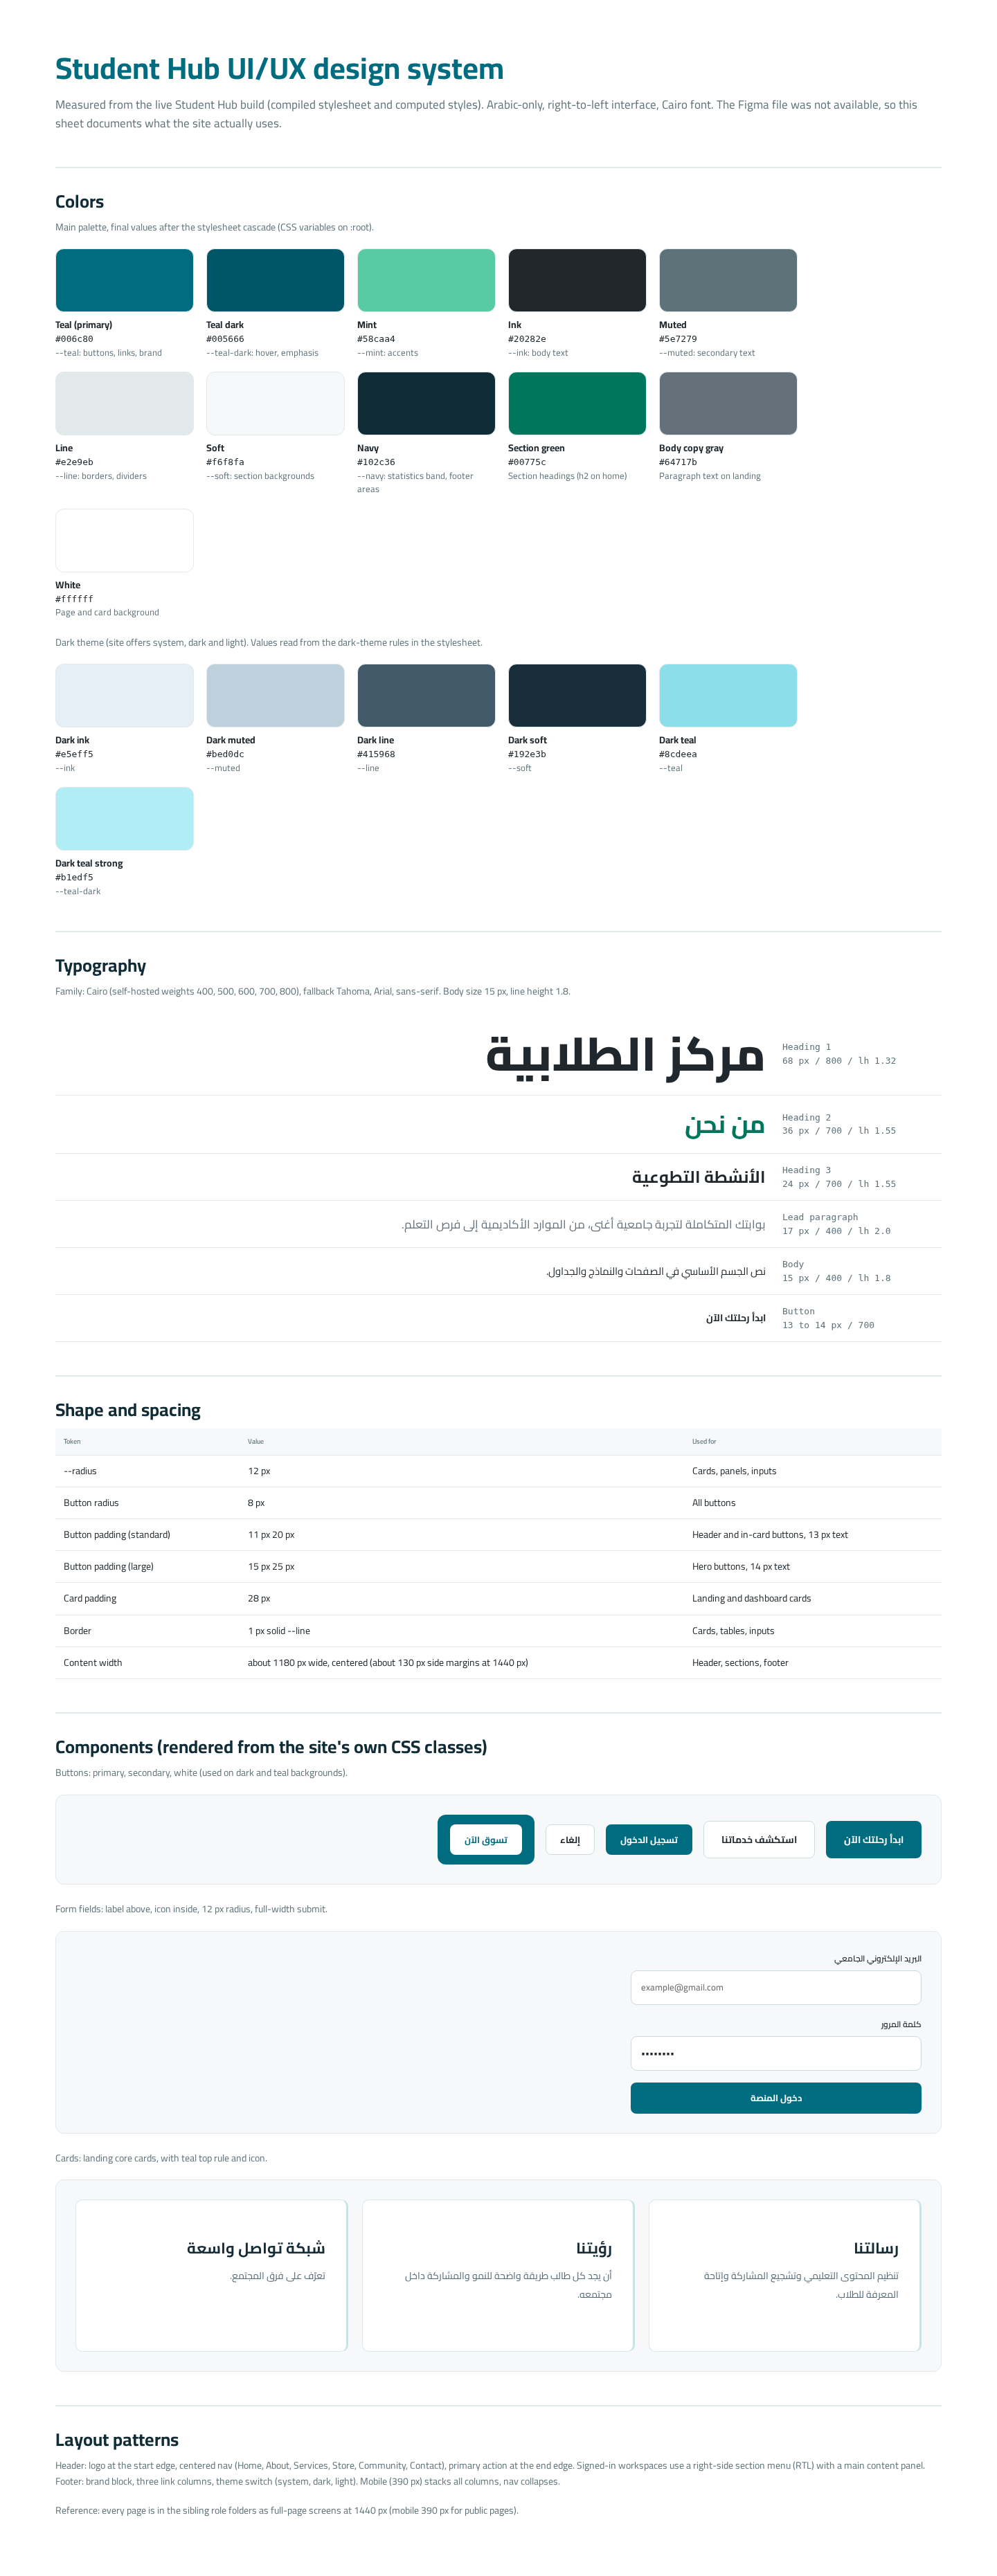 Student Hub UI/UX design system
Measured from the live Student Hub build (compiled stylesheet and computed styles). Arabic-only, right-to-left interface, Cairo font. The Figma file was not available, so this
sheet documents what the site actually uses.
Colors
Main palette, final values after the stylesheet cascade (CSS variables on :root).
Teal (primary)
#006c80
--teal: buttons, links, brand
Teal dark
#005666
--teal-dark: hover, emphasis
Mint
#58caa4
--mint: accents
Ink
#20282e
--ink: body text
Muted
#5e7279
--muted: secondary text
Line
#e2e9eb
--line: borders, dividers
Soft
#f6f8fa
--soft: section backgrounds
Navy
#102c36
--navy: statistics band, footer
areas
Section green
#00775c
Section headings (h2 on home)
Body copy gray
#64717b
Paragraph text on landing
White
#ffffff
Page and card background
Dark theme (site offers system, dark and light). Values read from the dark-theme rules in the stylesheet.
Dark ink
#e5eff5
--ink
Dark muted
#bed0dc
--muted
Dark line
#415968
--line
Dark soft
#192e3b
--soft
Dark teal
#8cdeea
--teal
Dark teal strong
#b1edf5
--teal-dark
Typography
Family: Cairo (self-hosted weights 400, 500, 600, 700, 800), fallback Tahoma, Arial, sans-serif. Body size 15 px, line height 1.8.
مركز الطلابية
Heading 1
68 px / 800 / lh 1.32
من نحن
Heading 2
36 px / 700 / lh 1.55
الأنشطة التطوعية
Heading 3
24 px / 700 / lh 1.55
بوابتك المتكاملة لتجربة جامعية أغنى، من الموارد الأكاديمية إلى فرص التعلم.
Lead paragraph
17 px / 400 / lh 2.0
نص الجسم الأساسي في الصفحات والنماذج والجداول.
Body
15 px / 400 / lh 1.8
ابدأ رحلتك الآن
Button
13 to 14 px / 700
Shape and spacing
Token Value Used for
--radius 12 px Cards, panels, inputs
Button radius 8 px All buttons
Button padding (standard) 11 px 20 px Header and in-card buttons, 13 px text
Button padding (large) 15 px 25 px Hero buttons, 14 px text
Card padding 28 px Landing and dashboard cards
Border 1 px solid --line Cards, tables, inputs
Content width about 1180 px wide, centered (about 130 px side margins at 1440 px) Header, sections, footer
Components (rendered from the site's own CSS classes)
Buttons: primary, secondary, white (used on dark and teal backgrounds).
ابدأ رحلتك الآن
استكشف خدماتنا
تسجيل الدخول
إلغاء
تسوق الآن
Form fields: label above, icon inside, 12 px radius, full-width submit.
البريد الإلكتروني الجامعي
example@gmail.com
كلمة المرور
••••••••
دخول المنصة
Cards: landing core cards, with teal top rule and icon.
رسالتنا
تنظيم المحتوى التعليمي وتشجيع المشاركة وإتاحة
المعرفة للطلاب.
رؤيتنا
أن يجد كل طالب طريقة واضحة للنمو والمشاركة داخل
مجتمعه.
شبكة تواصل واسعة
تعرّف على فرق المجتمع.
Layout patterns
Header: logo at the start edge, centered nav (Home, About, Services, Store, Community, Contact), primary action at the end edge. Signed-in workspaces use a right-side section menu (RTL) with a main content panel.
Footer: brand block, three link columns, theme switch (system, dark, light). Mobile (390 px) stacks all columns, nav collapses.
Reference: every page is in the sibling role folders as full-page screens at 1440 px (mobile 390 px for public pages).